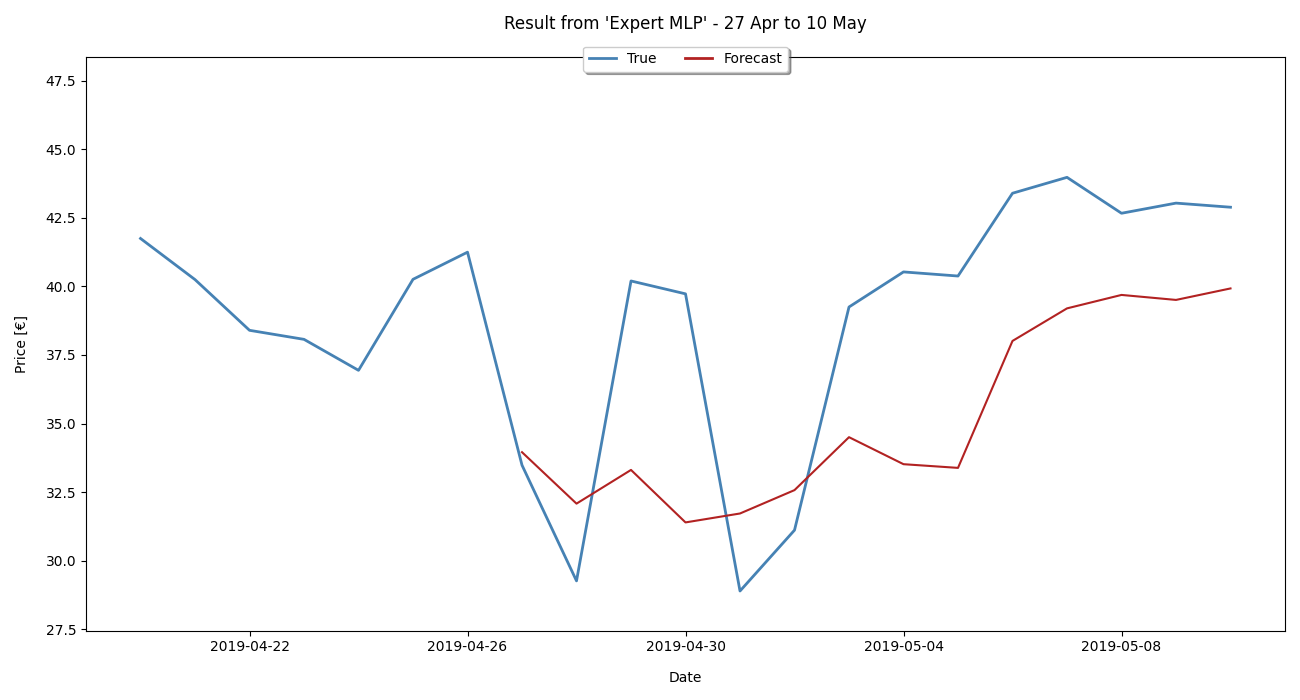 Result from 'Expert MLP' - 27 Apr to 10 May
True Forecast
47.5
45.0
42.5
40.0
37.5
35.0
32.5
30.0
27.5
Price [€]
2019-04-22 2019-04-26 2019-04-30 2019-05-04 2019-05-08
Date